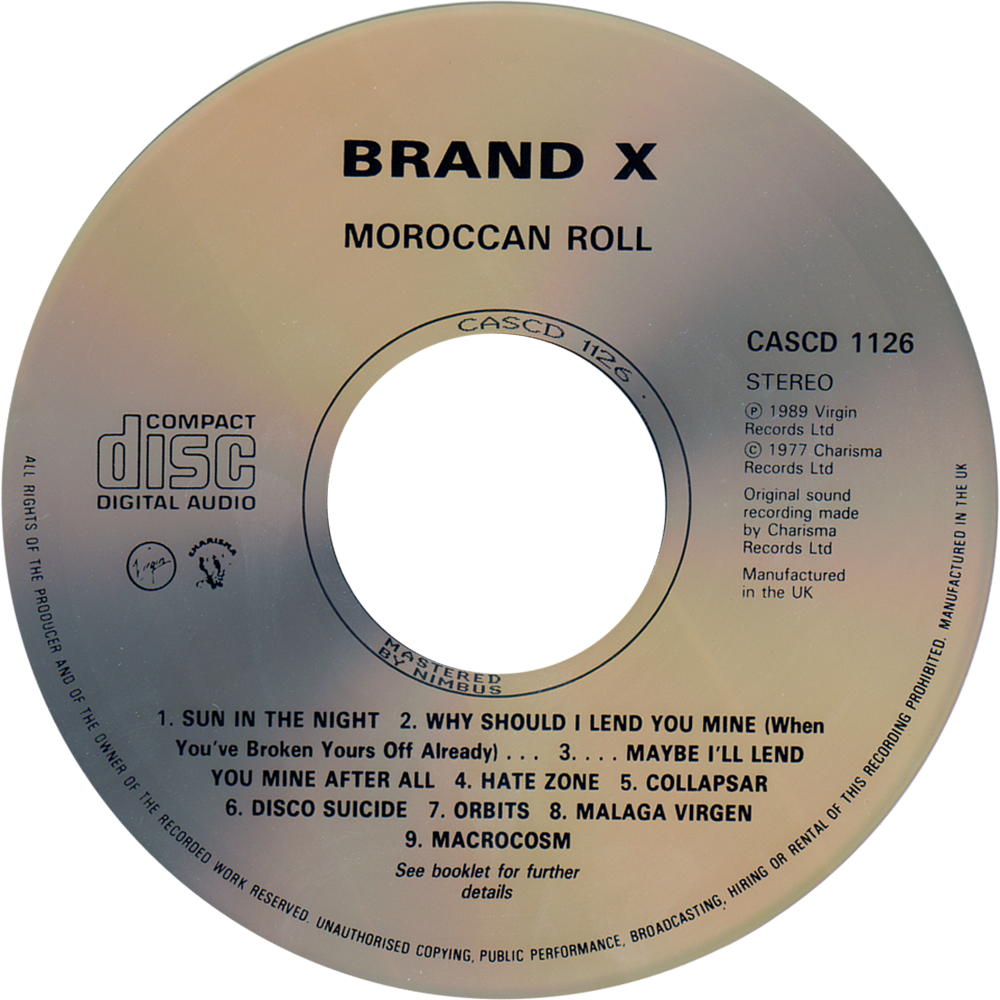 BRAND X
MOROCCAN ROLL
CASCD 1126 .
CASCD 1126
STEREO
Ⓟ 1989 Virgin
Records Ltd
© 1977 Charisma
Records Ltd
Original sound
recording made
by Charisma
Records Ltd
Manufactured
in the UK
COMPACT
disc
DIGITAL AUDIO
Virgin
CHARISMA
MASTERED
BY NIMBUS
1. SUN IN THE NIGHT 2. WHY SHOULD I LEND YOU MINE (When
You've Broken Yours Off Already) . . . 3. . . . MAYBE I'LL LEND
YOU MINE AFTER ALL 4. HATE ZONE 5. COLLAPSAR
6. DISCO SUICIDE 7. ORBITS 8. MALAGA VIRGEN
9. MACROCOSM
See booklet for further
details
ALL RIGHTS OF THE PRODUCER AND OF THE OWNER OF THE RECORDED WORK RESERVED. UNAUTHORISED COPYING, PUBLIC PERFORMANCE, BROADCASTING, HIRING OR RENTAL OF THIS RECORDING PROHIBITED. MANUFACTURED IN THE UK